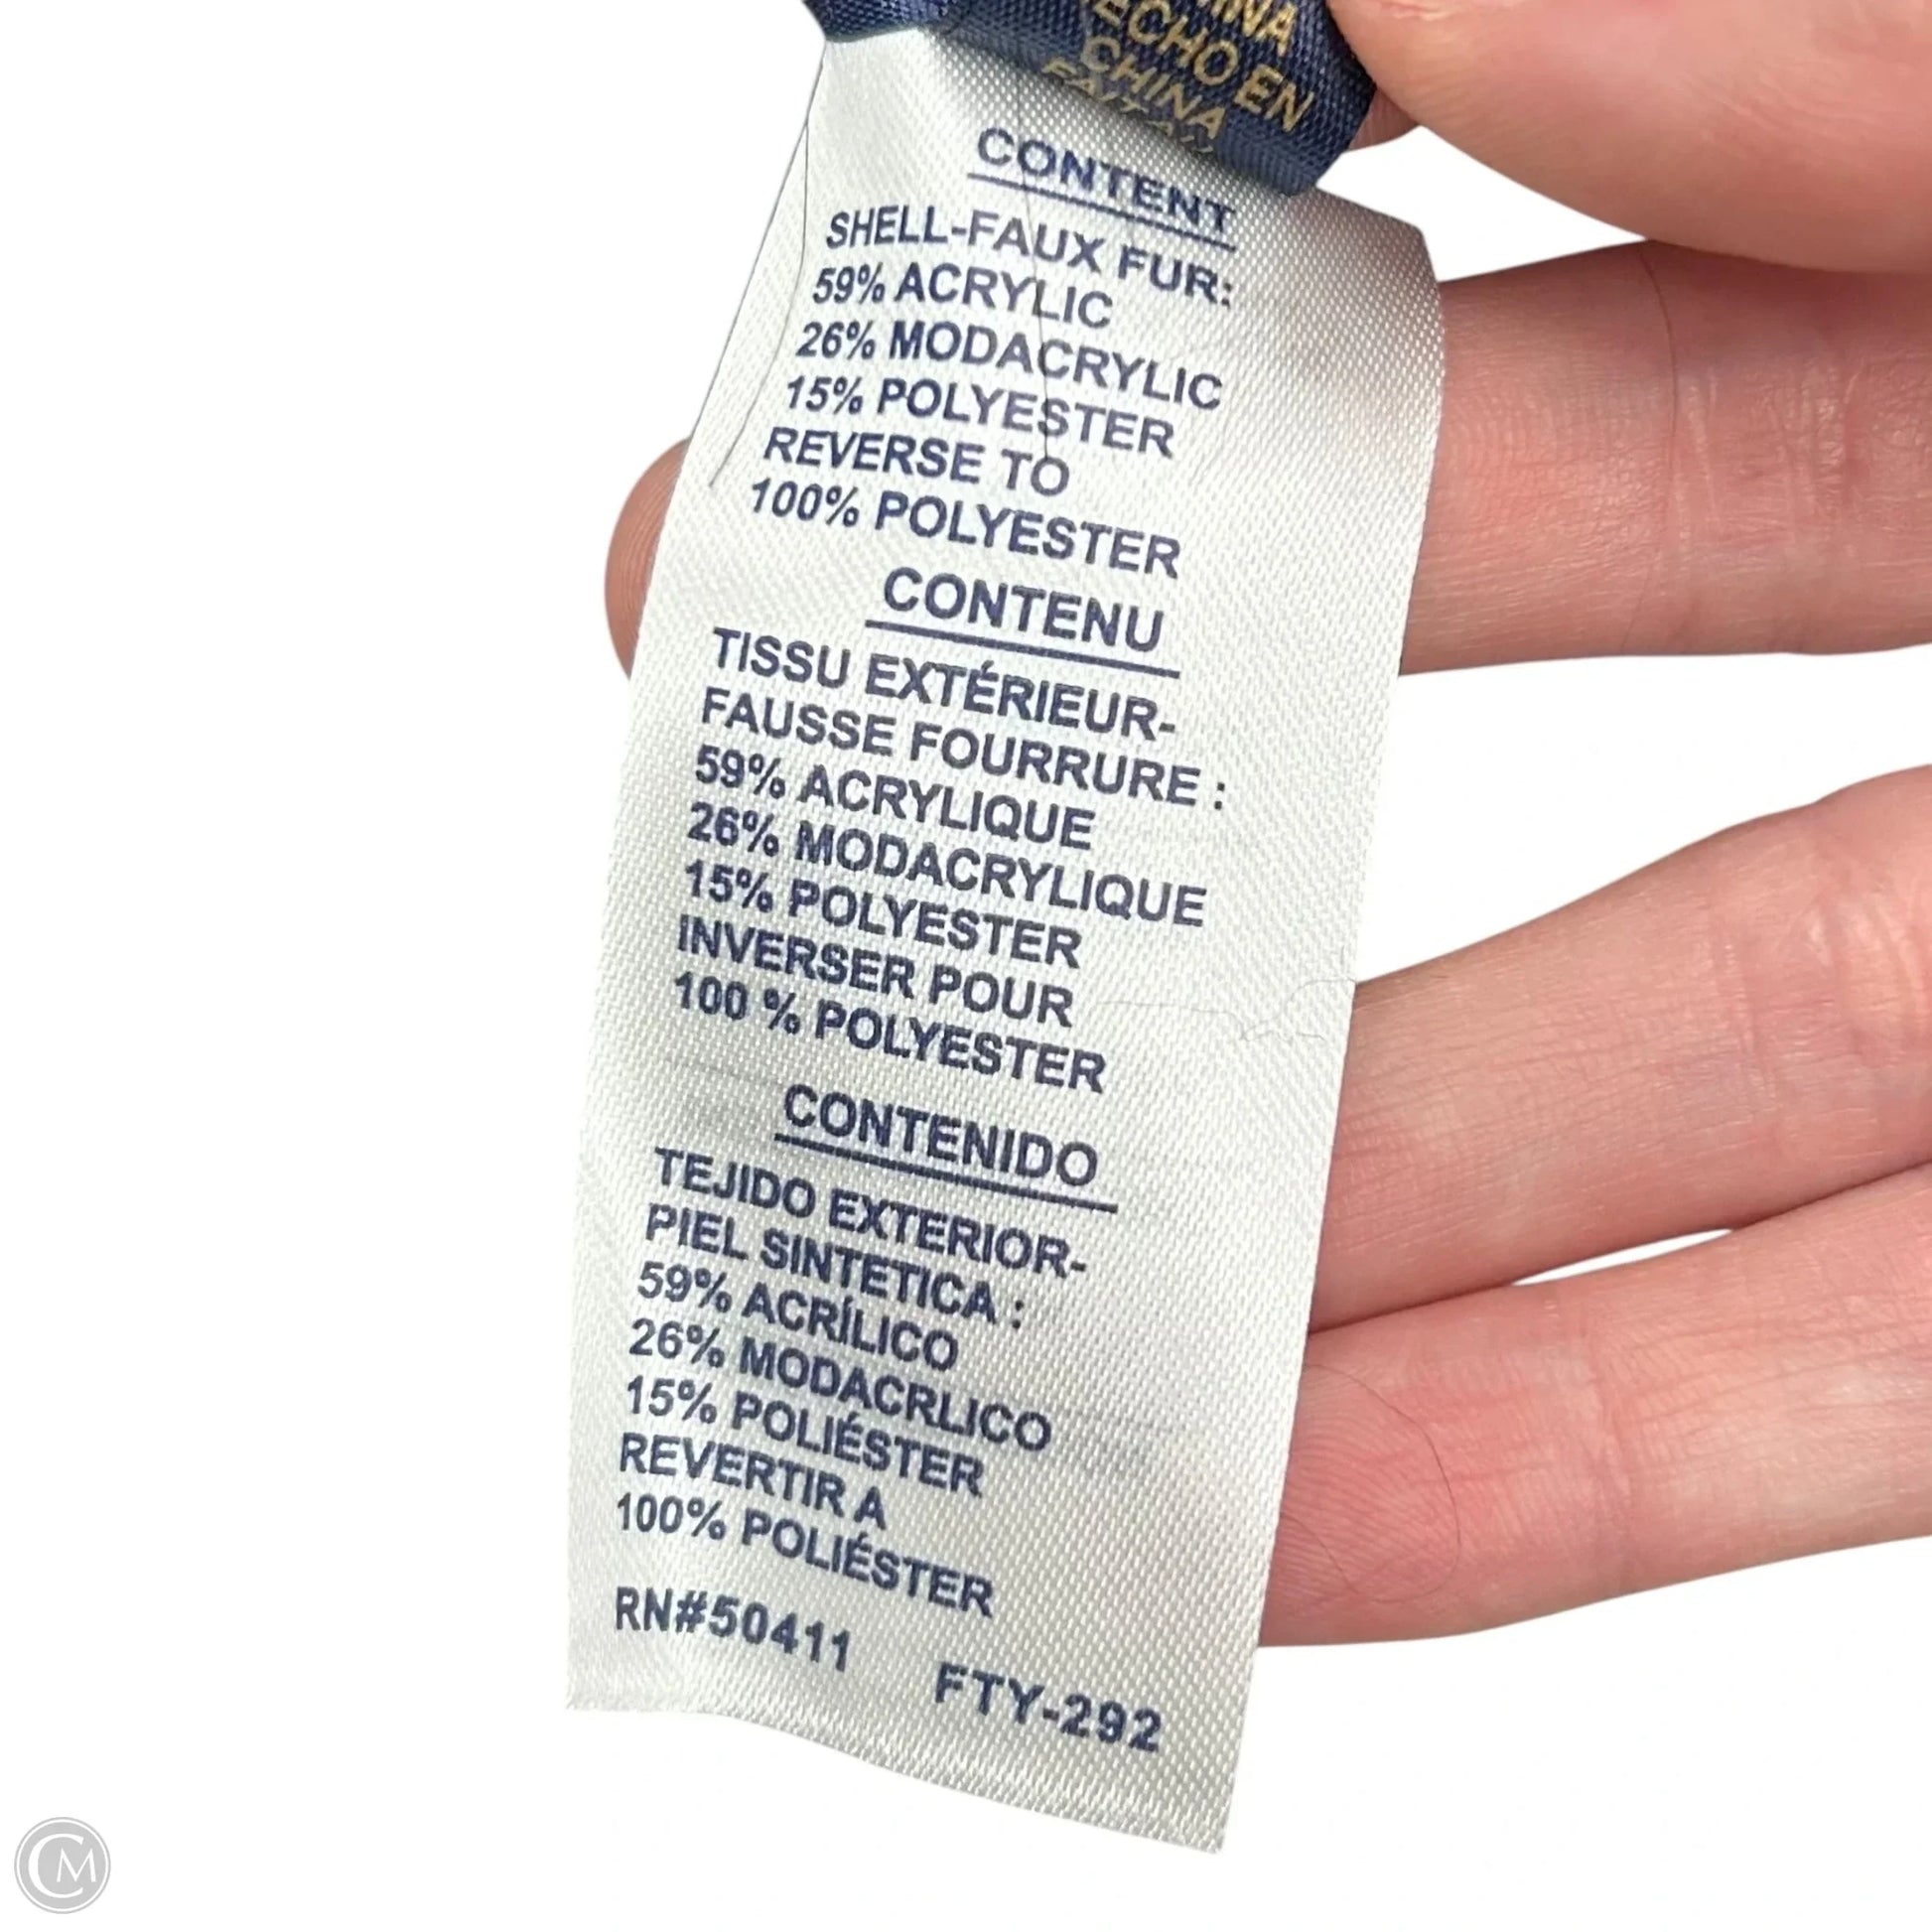 ECHO EN
CHINA
CONTENT
SHELL-FAUX FUR:
59% ACRYLIC
26% MODACRYLIC
15% POLYESTER
REVERSE TO
100% POLYESTER
CONTENU
TISSU EXTÉRIEUR-
FAUSSE FOURRURE :
59% ACRYLIQUE
26% MODACRYLIQUE
15% POLYESTER
INVERSER POUR
100 % POLYESTER
CONTENIDO
TEJIDO EXTERIOR-
PIEL SINTETICA :
59% ACRÍLICO
26% MODACRLICO
15% POLIÉSTER
REVERTIR A
100% POLIÉSTER
RN#50411 FTY-292
CM